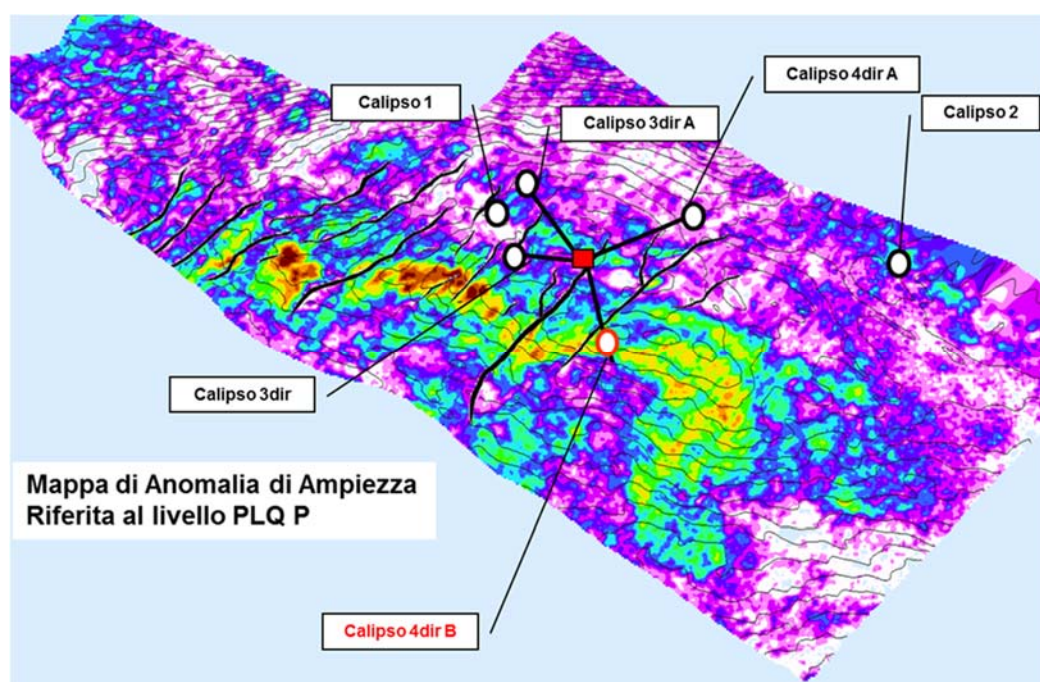 Calipso 4dir A
Calipso 1
Calipso 3dir A
Calipso 2
Calipso 3dir
Mappa di Anomalia di Ampiezza
Riferita al livello PLQ P
Calipso 4dir B